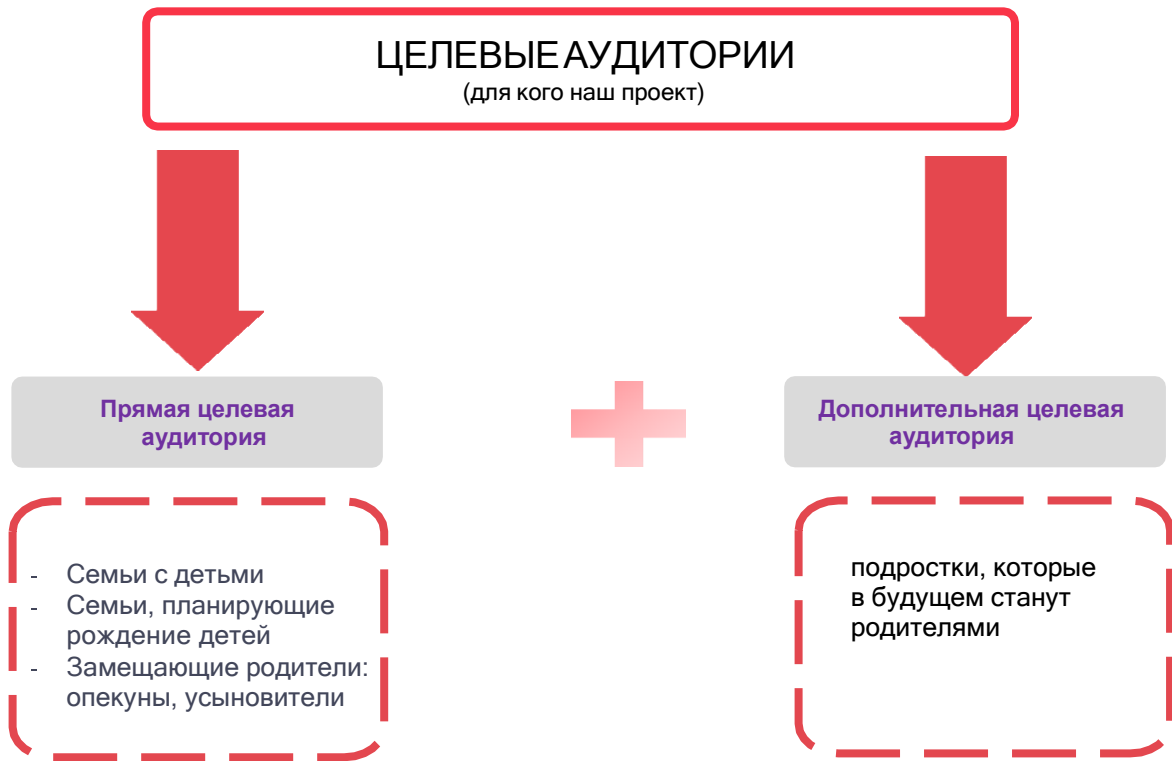 ЦЕЛЕВЫЕ АУДИТОРИИ
(для кого наш проект)
Прямая целевая
аудитория
- Семьи с детьми
- Семьи, планирующие
рождение детей
- Замещающие родители:
опекуны, усыновители
Дополнительная целевая
аудитория
подростки, которые
в будущем станут
родителями